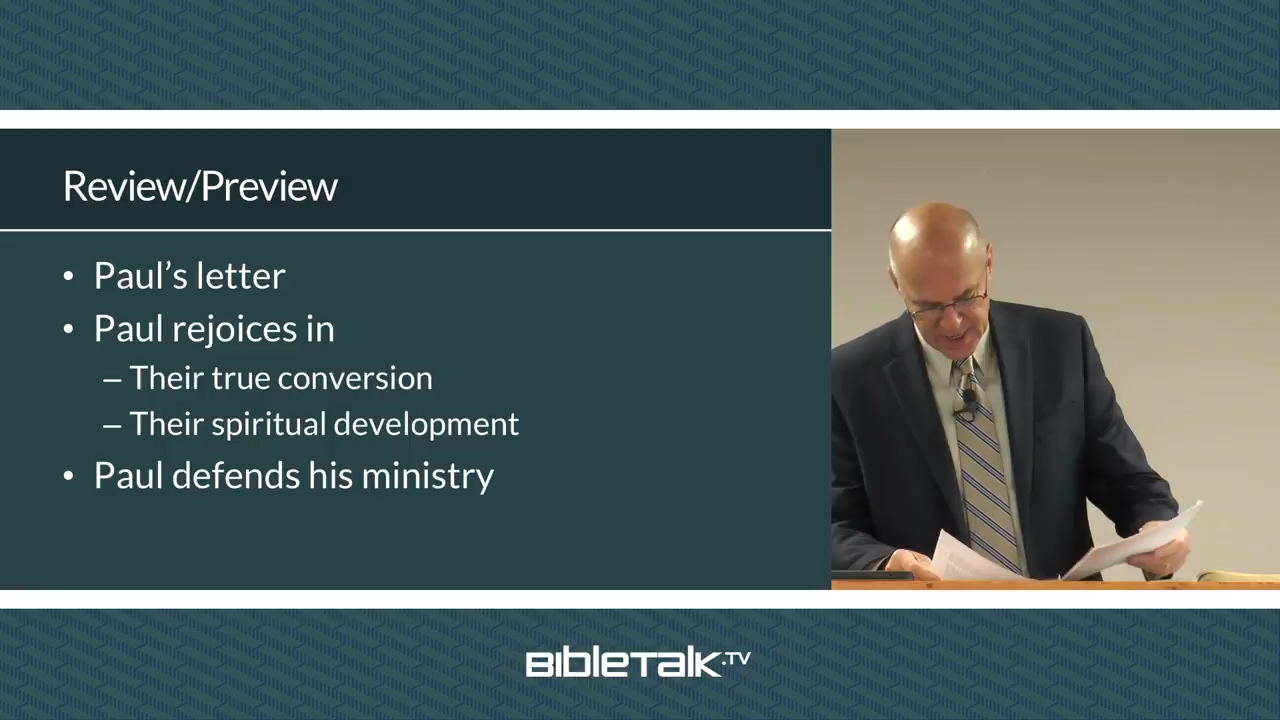 Review/Preview
• Paul’s letter
• Paul rejoices in
– Their true conversion
– Their spiritual development
• Paul defends his ministry
BIBLETALK.TV